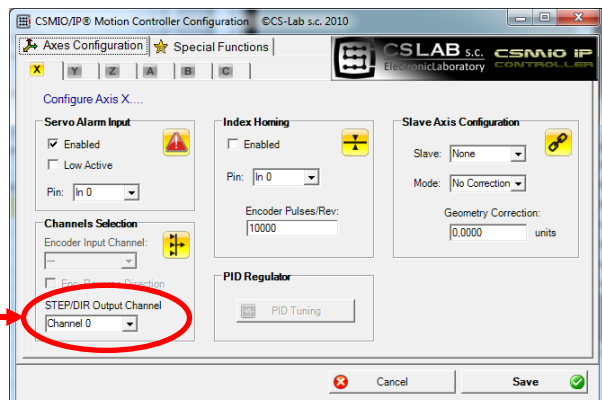 CSMIO/IP® Motion Controller Configuration ©CS-Lab s.c. 2010
Axes Configuration Special Functions
CSLAB s.c.
ElectronicLaboratory
CSMIO IP
CONTROLLER
X Y Z A B C
Configure Axis X....
Servo Alarm Input
Enabled
Low Active
Pin: In 0
Index Homing
Enabled
Pin: In 0
Encoder Pulses/Rev:
10000
Slave Axis Configuration
Slave: None
Mode: No Correction
Geometry Correction:
0.0000 units
Channels Selection
Encoder Input Channel:
---
Enc. Reverse Direction
STEP/DIR Output Channel
Channel 0
PID Regulator
PID Tuning
Cancel
Save